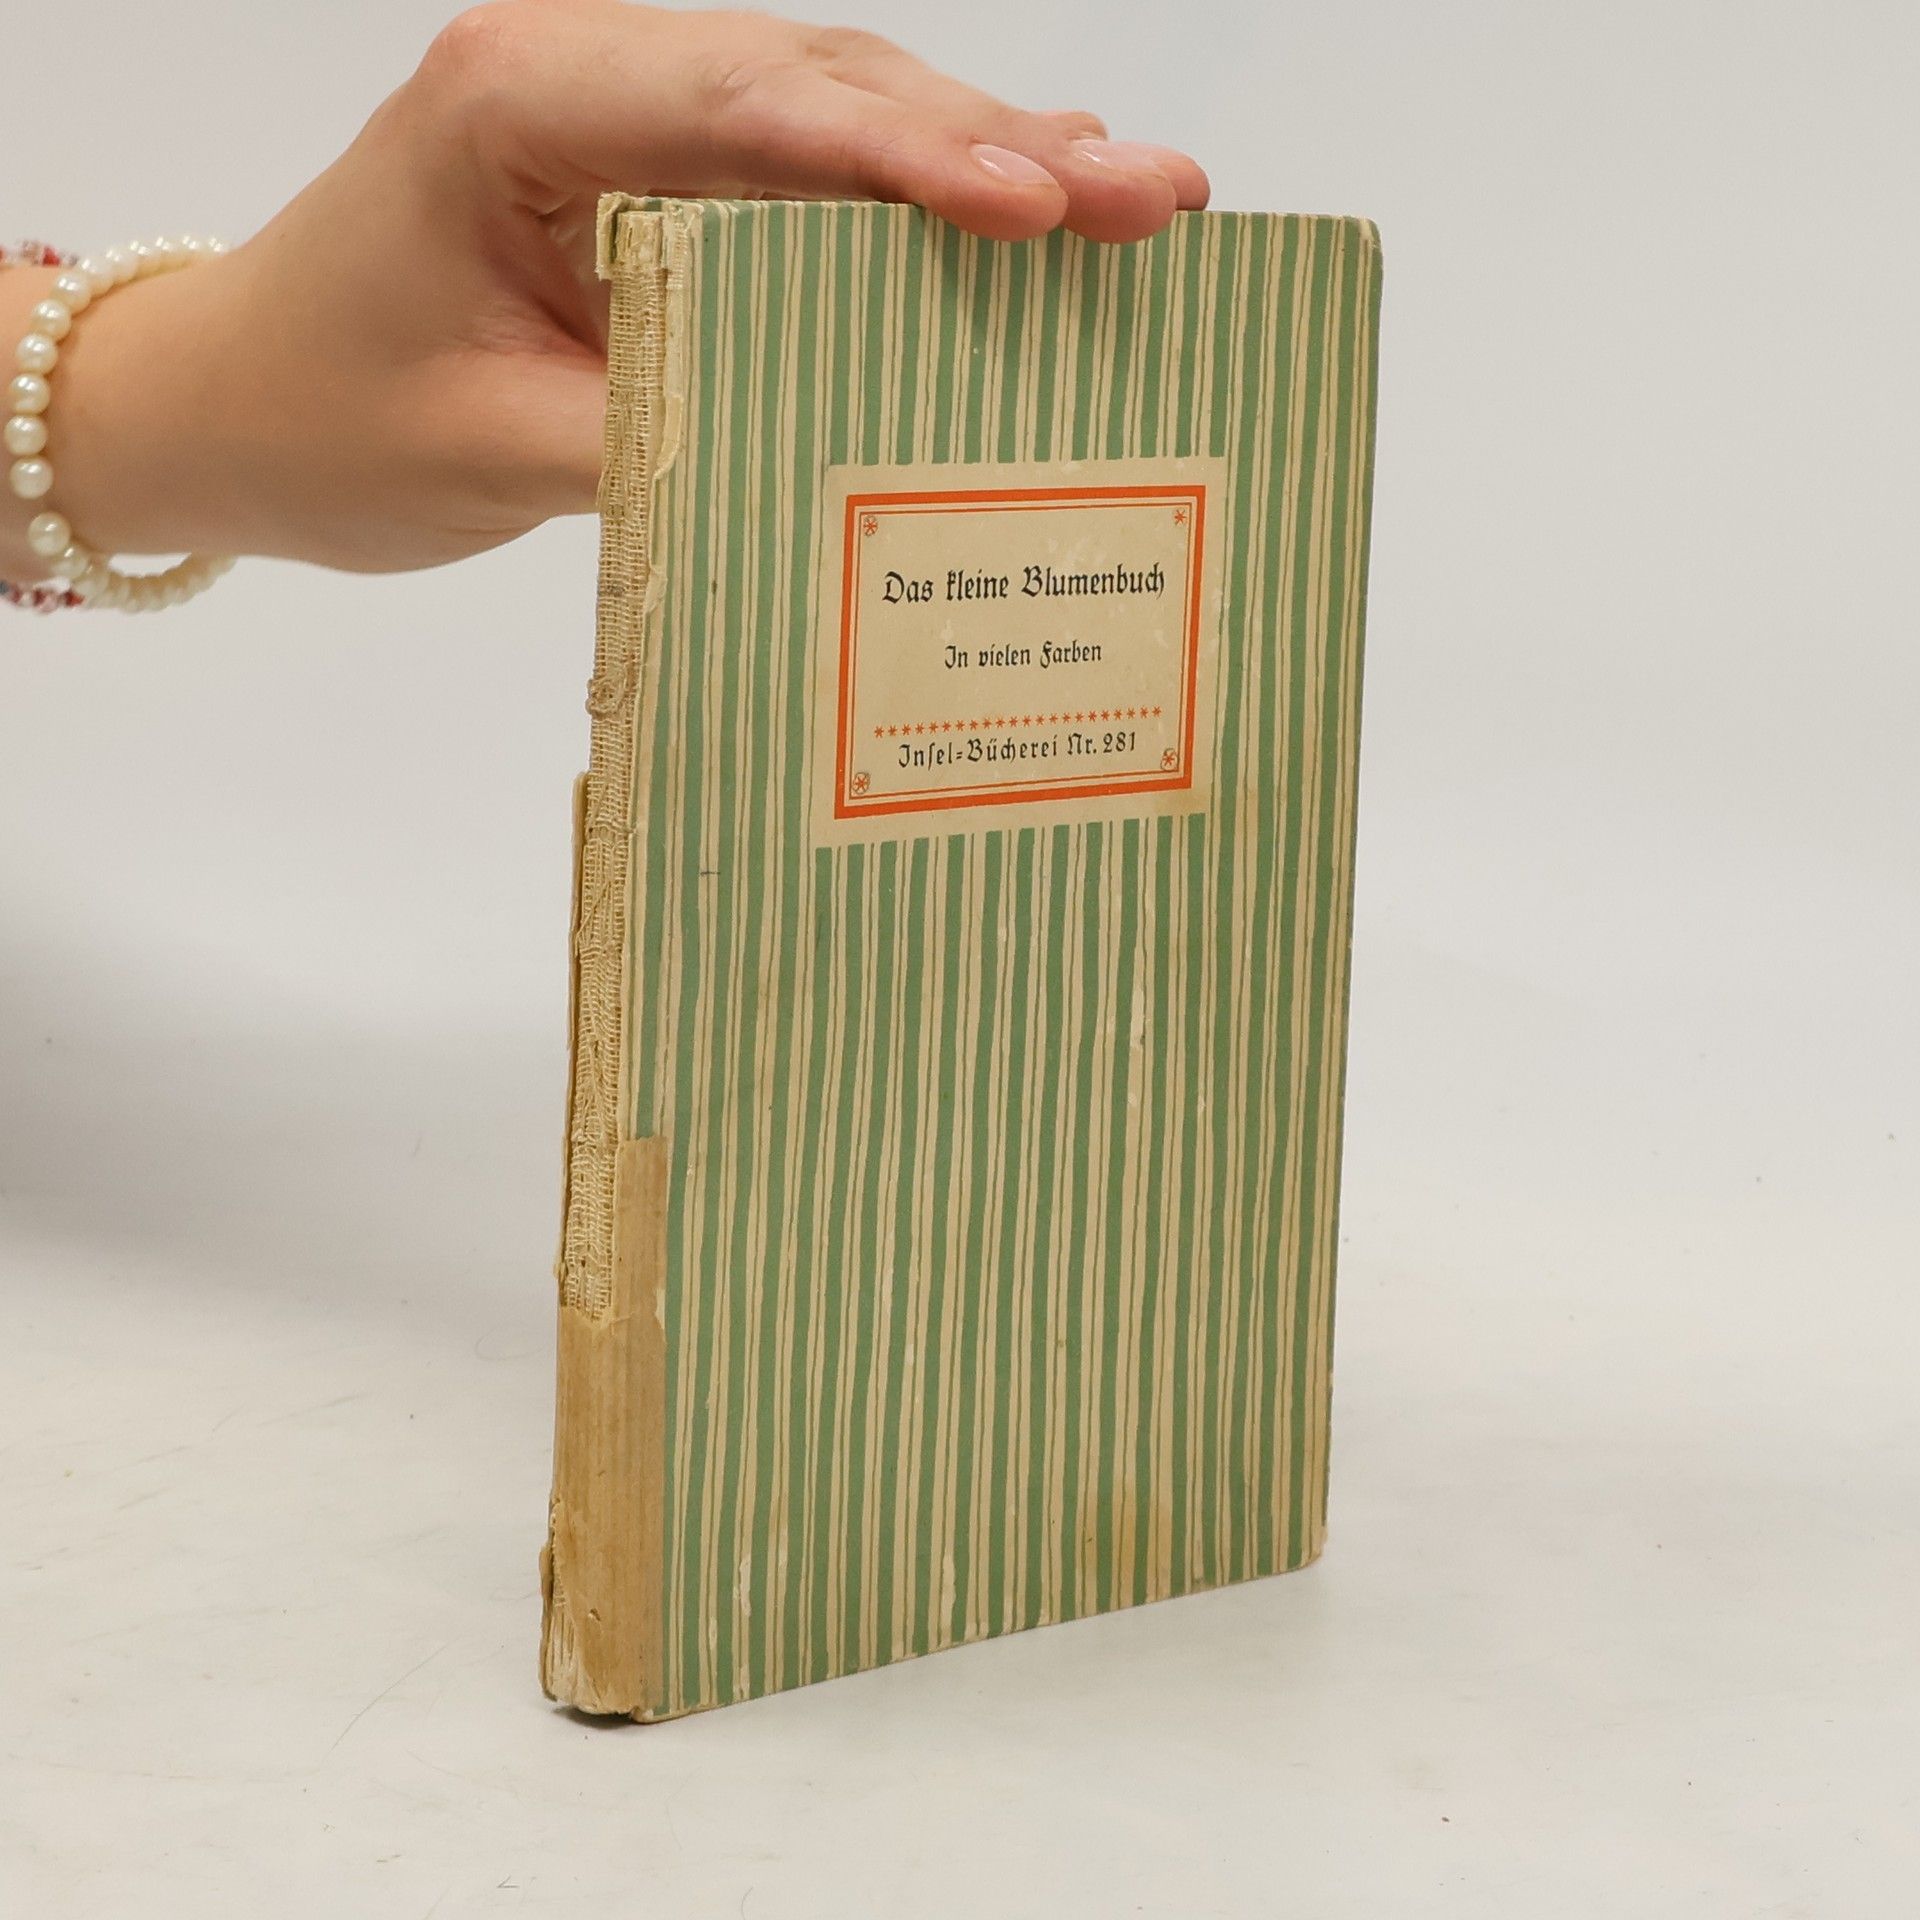 Das kleine Blumenbuch
In vielen Farben
********************
Insel-Bücherei Nr. 281